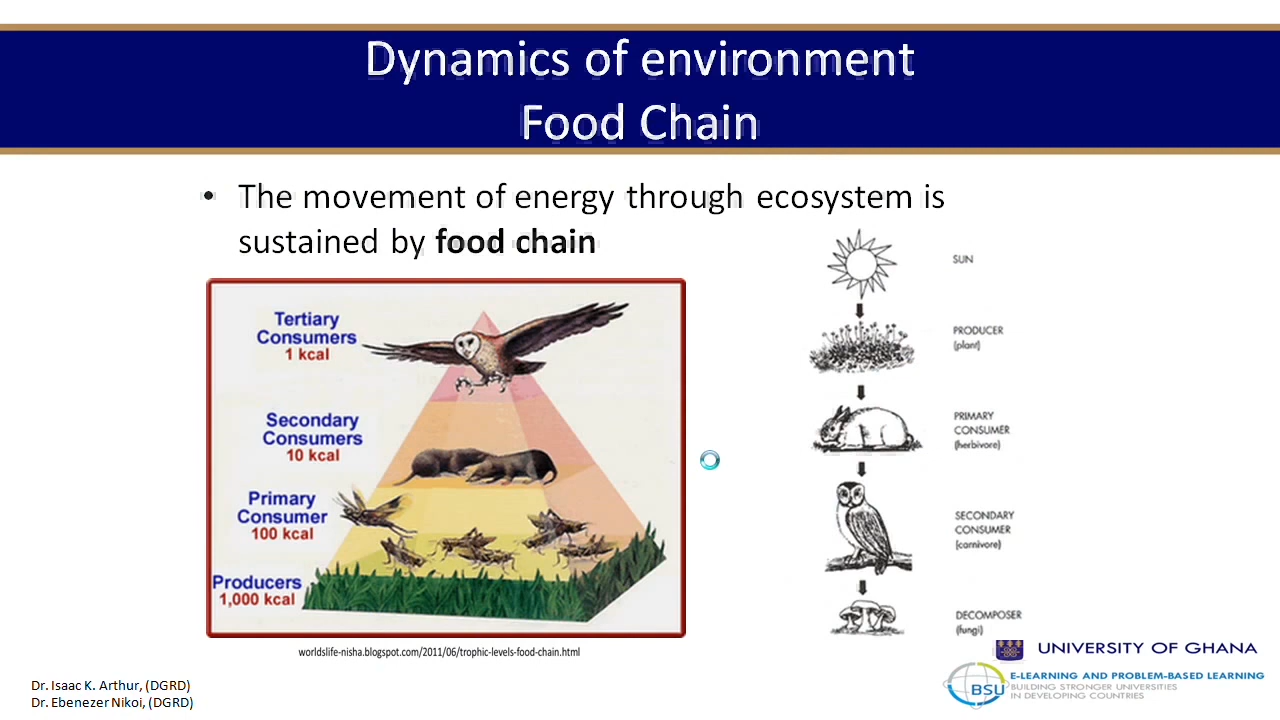 Dynamics of environment
Food Chain
• The movement of energy through ecosystem is
sustained by food chain
Tertiary
Consumers
1 kcal
Secondary
Consumers
10 kcal
Primary
Consumer
100 kcal
Producers
1,000 kcal
worldslife-nisha.blogspot.com/2011/06/trophic-levels-food-chain.html
SUN
PRODUCER
(plant)
PRIMARY
CONSUMER
(herbivore)
SECONDARY
CONSUMER
(carnivore)
DECOMPOSER
(fungi)
Dr. Isaac K. Arthur, (DGRD)
Dr. Ebenezer Nikoi, (DGRD)
UNIVERSITY OF GHANA
BSU
E-LEARNING AND PROBLEM-BASED LEARNING
BUILDING STRONGER UNIVERSITIES
IN DEVELOPING COUNTRIES